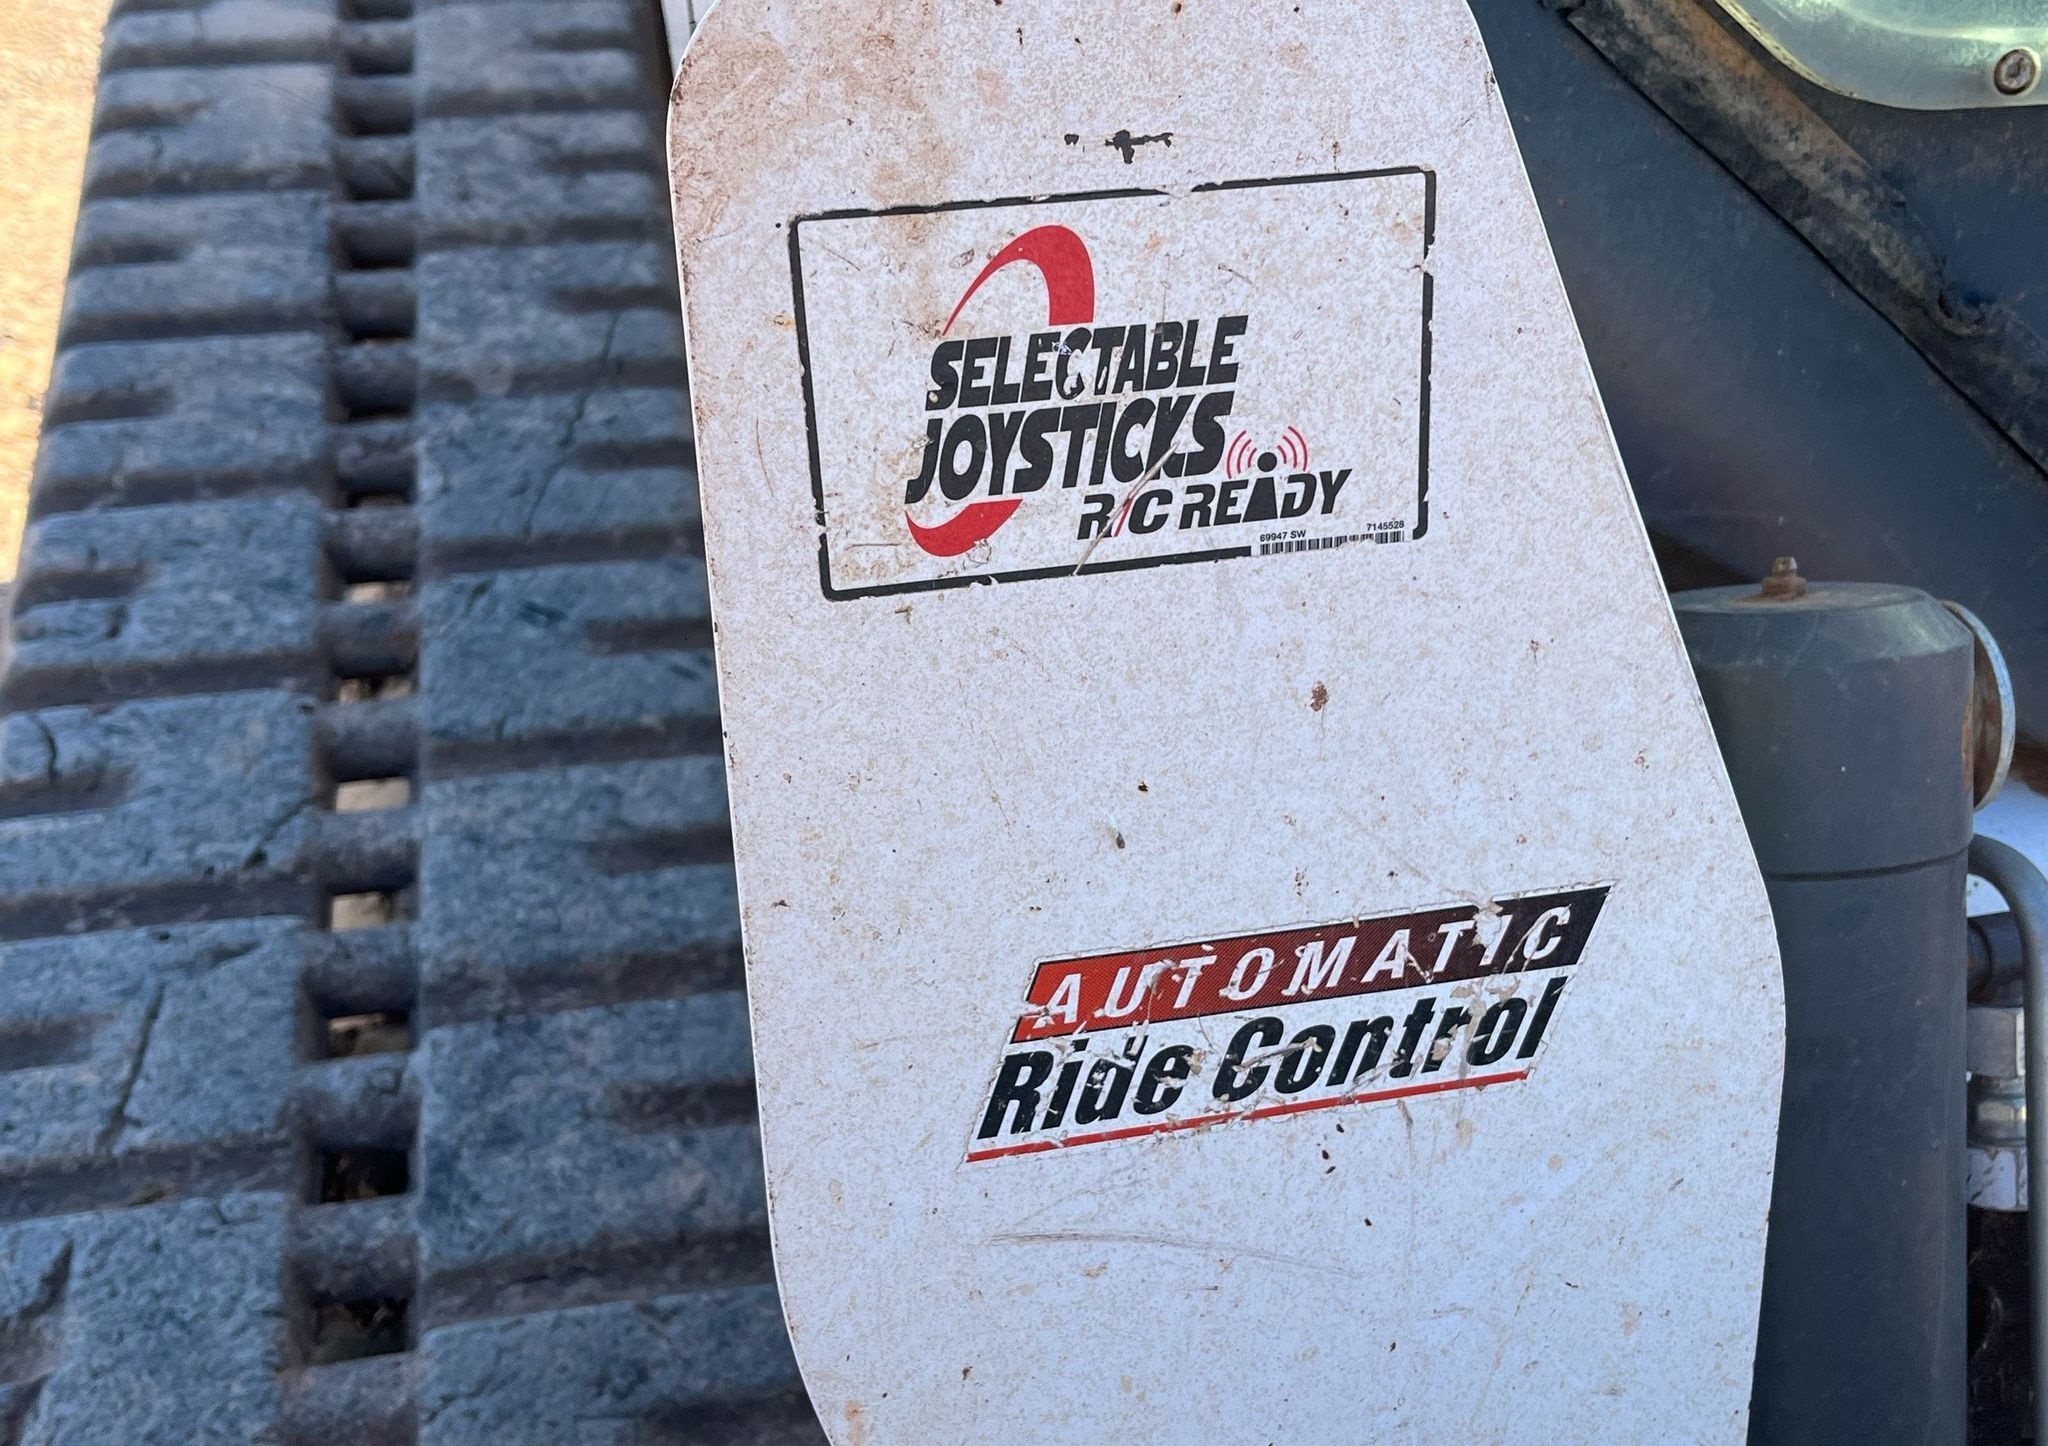 SELECTABLE
JOYSTICKS
R/C READY
69947 SW 7145528
AUTOMATIC
Ride Control